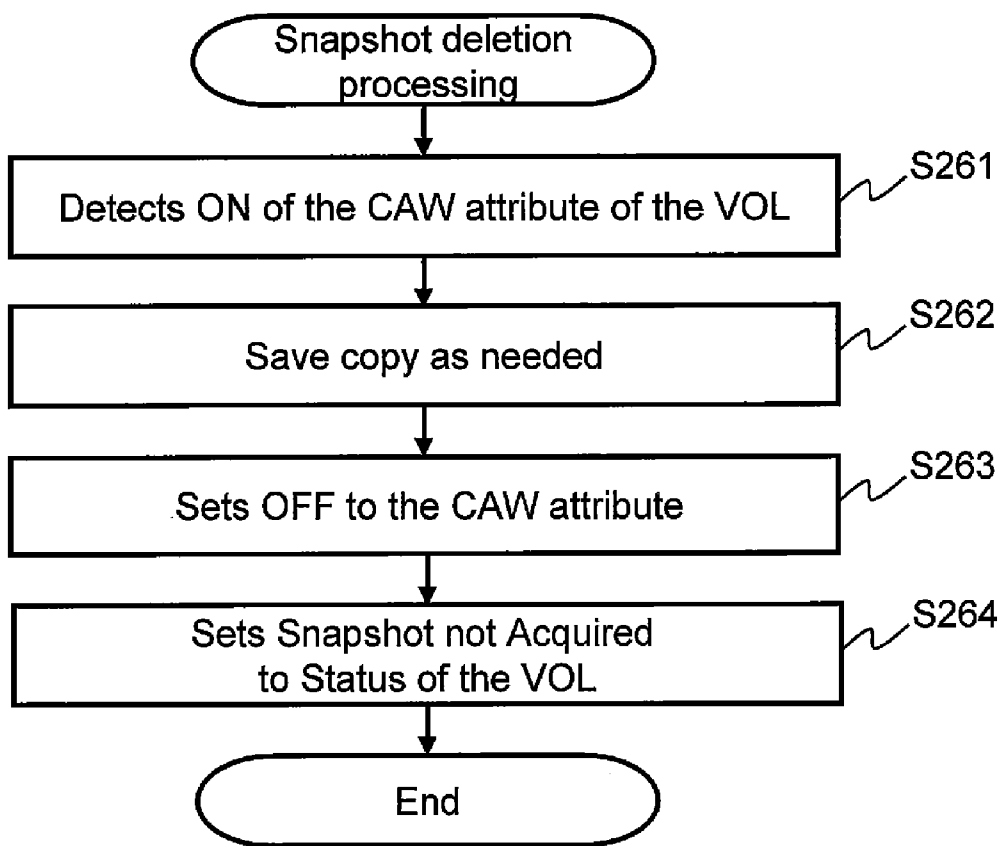 Snapshot deletion
processing
S261
Detects ON of the CAW attribute of the VOL
S262
Save copy as needed
S263
Sets OFF to the CAW attribute
S264
Sets Snapshot not Acquired
to Status of the VOL
End